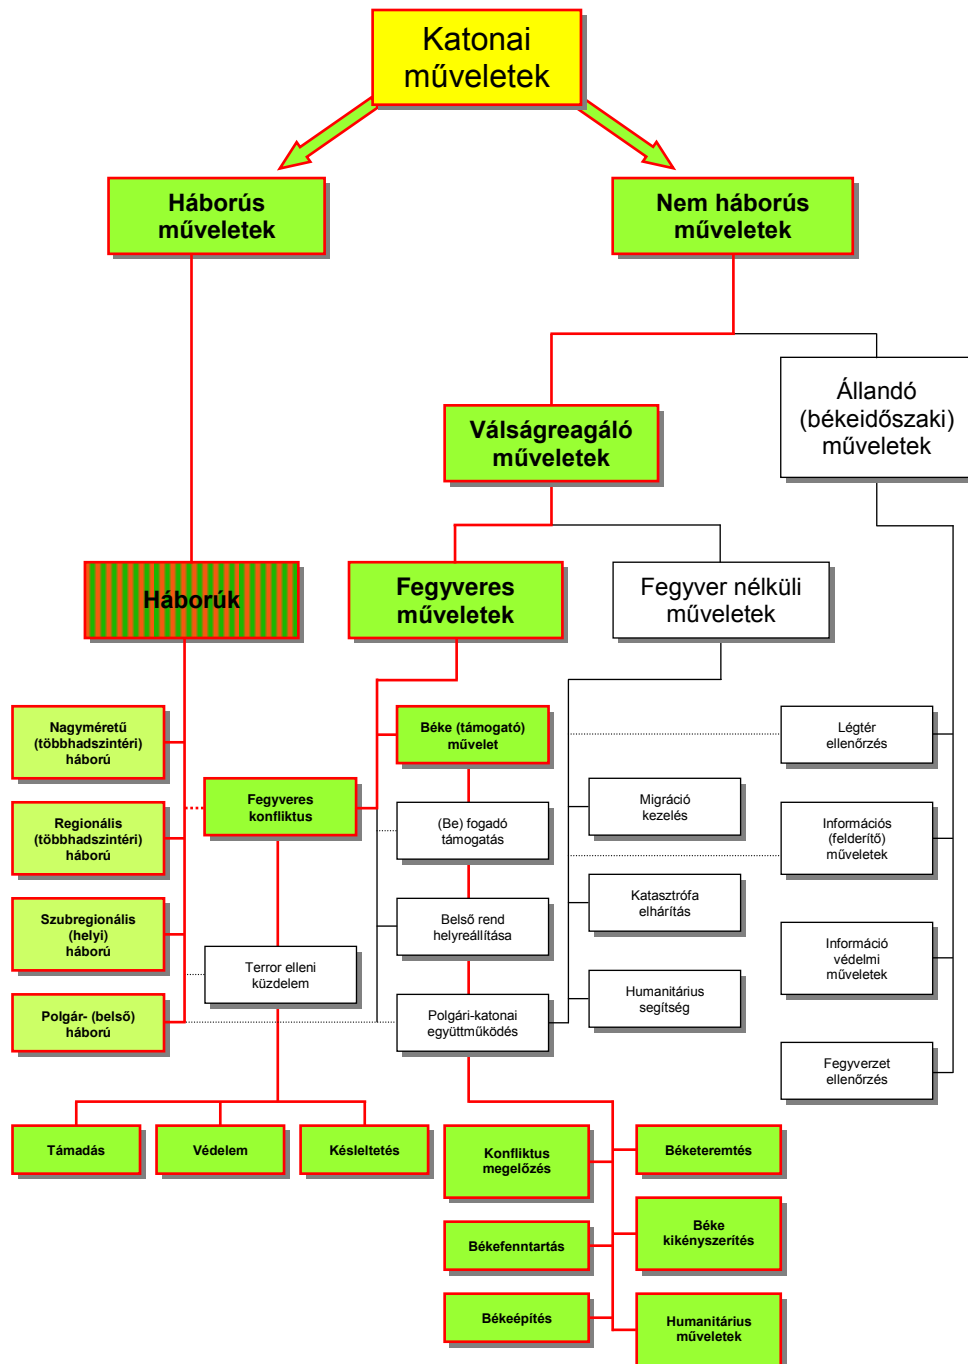 Katonai
műveletek
Háborús
műveletek
Nem háborús
műveletek
Állandó
(békeidőszaki)
műveletek
Válságreagáló
műveletek
Háborúk
Fegyveres
műveletek
Fegyver nélküli
műveletek
Nagyméretű
(többhadszintéri)
háború
Béke (támogató)
művelet
Légtér
ellenőrzés
Fegyveres
konfliktus
Migráció
kezelés
Regionális
(többhadszintéri)
háború
(Be) fogadó
támogatás
Információs
(felderítő)
műveletek
Katasztrófa
elhárítás
Szubregionális
(helyi)
háború
Belső rend
helyreállítása
Információ
védelmi
műveletek
Terror elleni
küzdelem
Humanitárius
segítség
Polgár- (belső)
háború
Polgári-katonai
együttműködés
Fegyverzet
ellenőrzés
Támadás
Védelem
Késleltetés
Konfliktus
megelőzés
Béketeremtés
Békefenntartás
Béke
kikényszerítés
Békeépítés
Humanitárius
műveletek